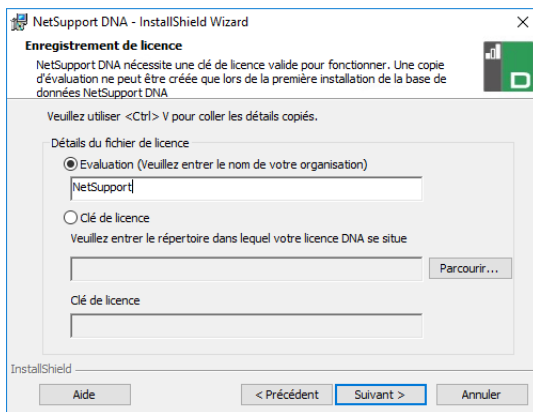 NetSupport DNA - InstallShield Wizard
Enregistrement de licence
NetSupport DNA nécessite une clé de licence valide pour fonctionner. Une copie
d'évaluation ne peut être créée que lors de la première installation de la base de
données NetSupport DNA
D
Veuillez utiliser <Ctrl> V pour coller les détails copiés.
Détails du fichier de licence
Evaluation (Veuillez entrer le nom de votre organisation)
NetSupport
Clé de licence
Veuillez entrer le répertoire dans lequel votre licence DNA se situe
Parcourir...
Clé de licence
InstallShield
Aide
< Précédent
Suivant >
Annuler